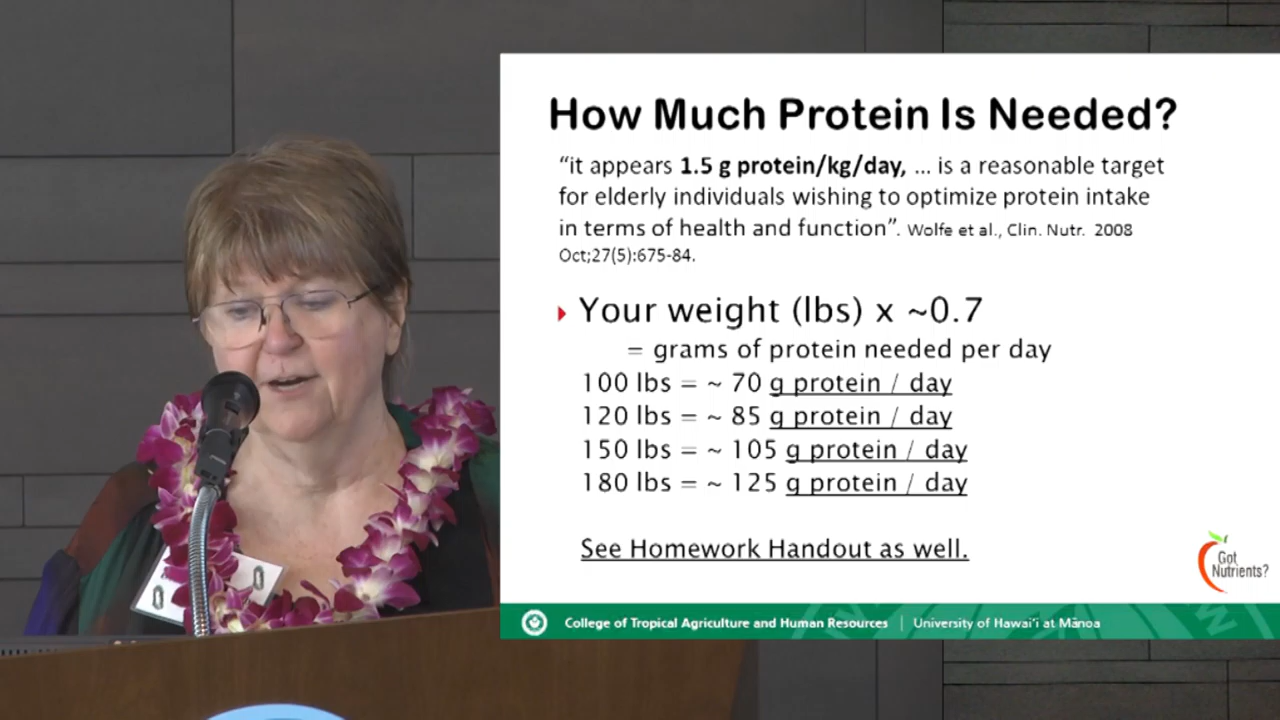 How Much Protein Is Needed?
“it appears 1.5 g protein/kg/day, ... is a reasonable target
for elderly individuals wishing to optimize protein intake
in terms of health and function”. Wolfe et al., Clin. Nutr. 2008
Oct;27(5):675-84.
Your weight (lbs) x ~0.7
= grams of protein needed per day
100 lbs = ~ 70 g protein / day
120 lbs = ~ 85 g protein / day
150 lbs = ~ 105 g protein / day
180 lbs = ~ 125 g protein / day
See Homework Handout as well.
Got
Nutrients?
College of Tropical Agriculture and Human Resources | University of Hawai‘i at Mānoa